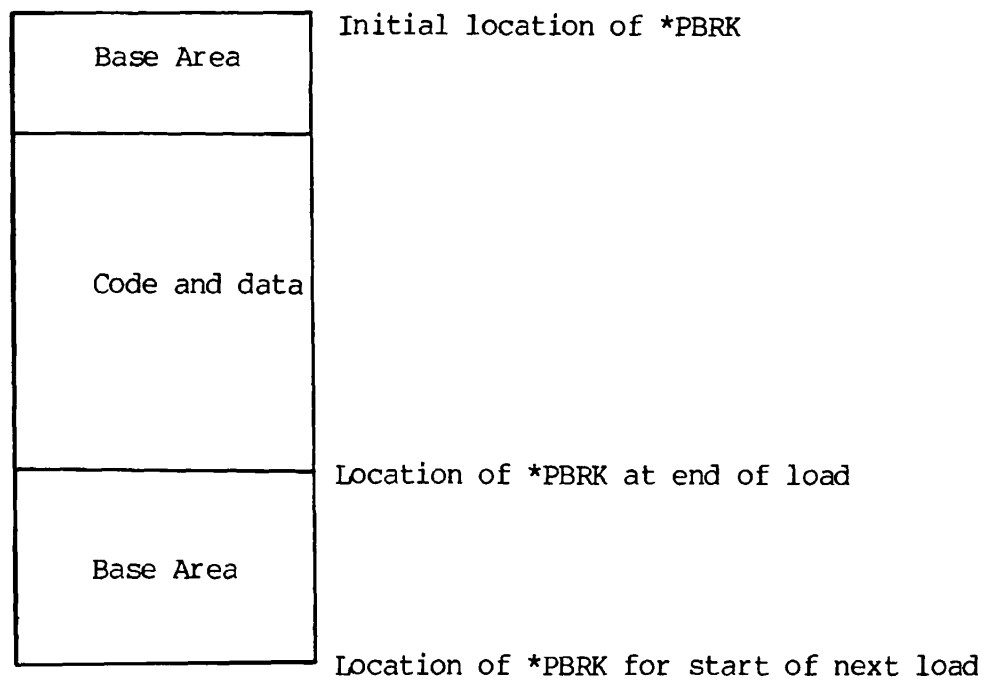 Initial location of *PBRK
Base Area
Code and data
Location of *PBRK at end of load
Base Area
Location of *PBRK for start of next load